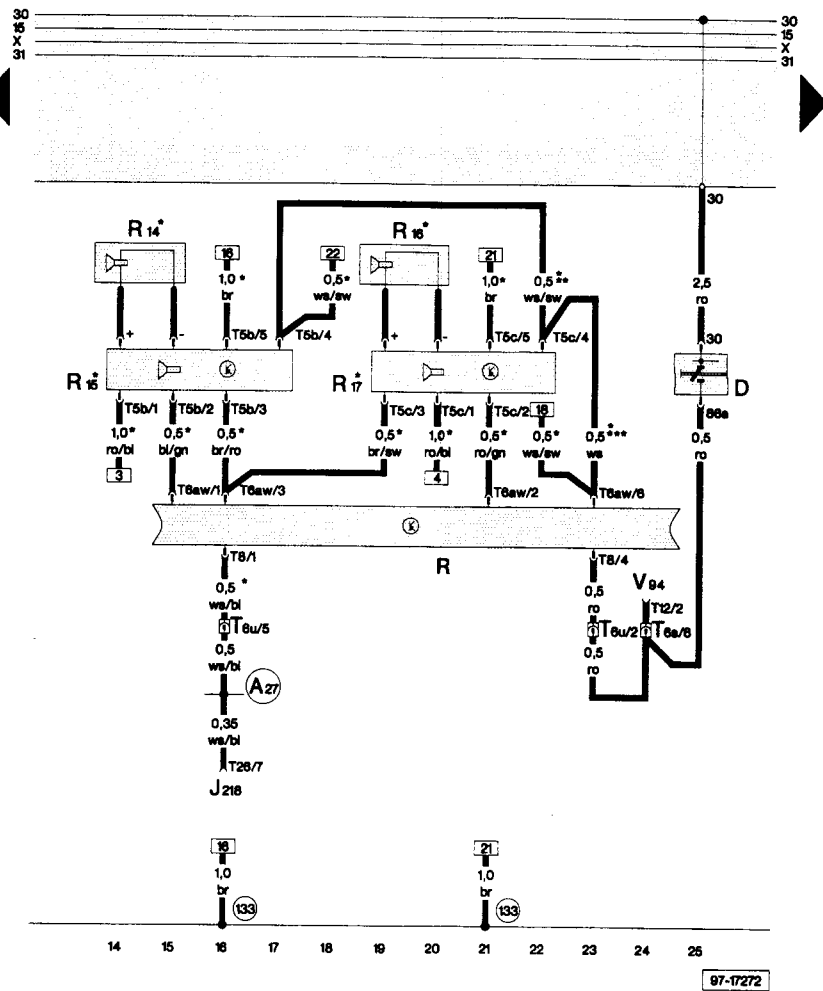 30 30
15 15
X X
31 31
30
R 14* 16 R 16* 21
22
1,0* 0,5* 1,0* 0,5 *** 2,5
br ws/sw br ws/sw ro
+ - T5b/5 T5b/4 + - T5c/5 T5c/4 30
R 15* R 17* D
T5b/1 T5b/2 T5b/3 T5c/3 T5c/1 T5c/2 18 86a
1,0* 0,5* 0,5* 0,5* 1,0* 0,5* 0,5* 0,5 **** 0,5
ro/bl bl/gn br/ro br/sw ro/bl ro/gn ws/sw ws ro
3 4
T6aw/1 T6aw/3 T6aw/2 T6aw/6
R
T8/1 T8/4
0,5 * 0,5 V94
ws/bl ro T12/2
T6u/5 T6u/2 T6a/6
0,5 0,5
ws/bl ro
A27
0,35
ws/bl
T26/7
J218
16 21
1,0 1,0
br br
133 133
14 15 16 17 18 19 20 21 22 23 24 25
97-17272